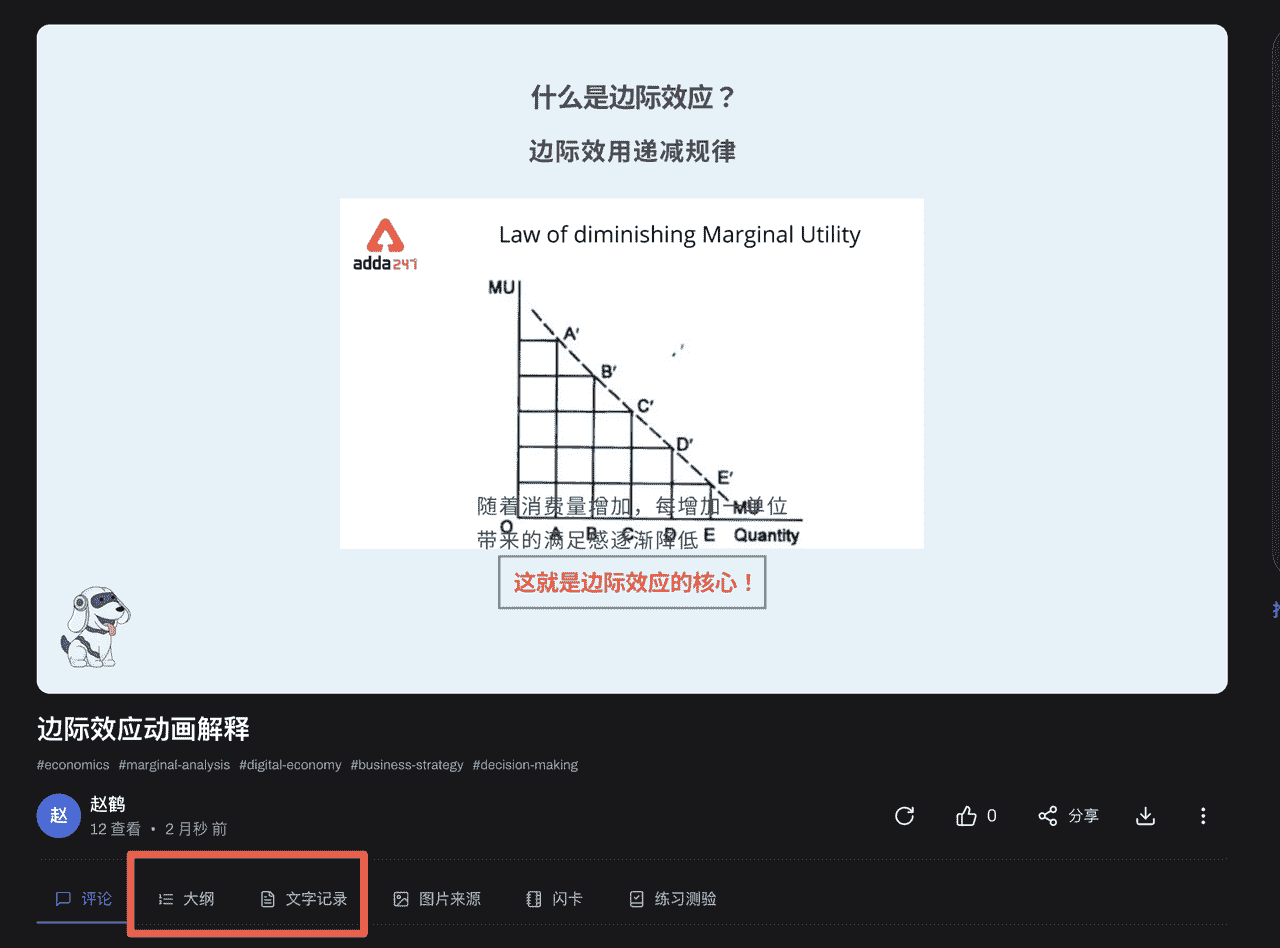 什么是边际效应？
边际效用递减规律
adda247
Law of diminishing Marginal Utility
MU
A'
B'
C'
D'
E'
随着消费量增加，每增加一单位
MU
带来的满足感逐渐降低
O A B C D E Quantity
这就是边际效应的核心！
边际效应动画解释
#economics #marginal-analysis #digital-economy #business-strategy #decision-making
赵
赵鹤
12 查看 • 2 月秒 前
0
分享
评论 大纲 文字记录 图片来源 闪卡 练习测验